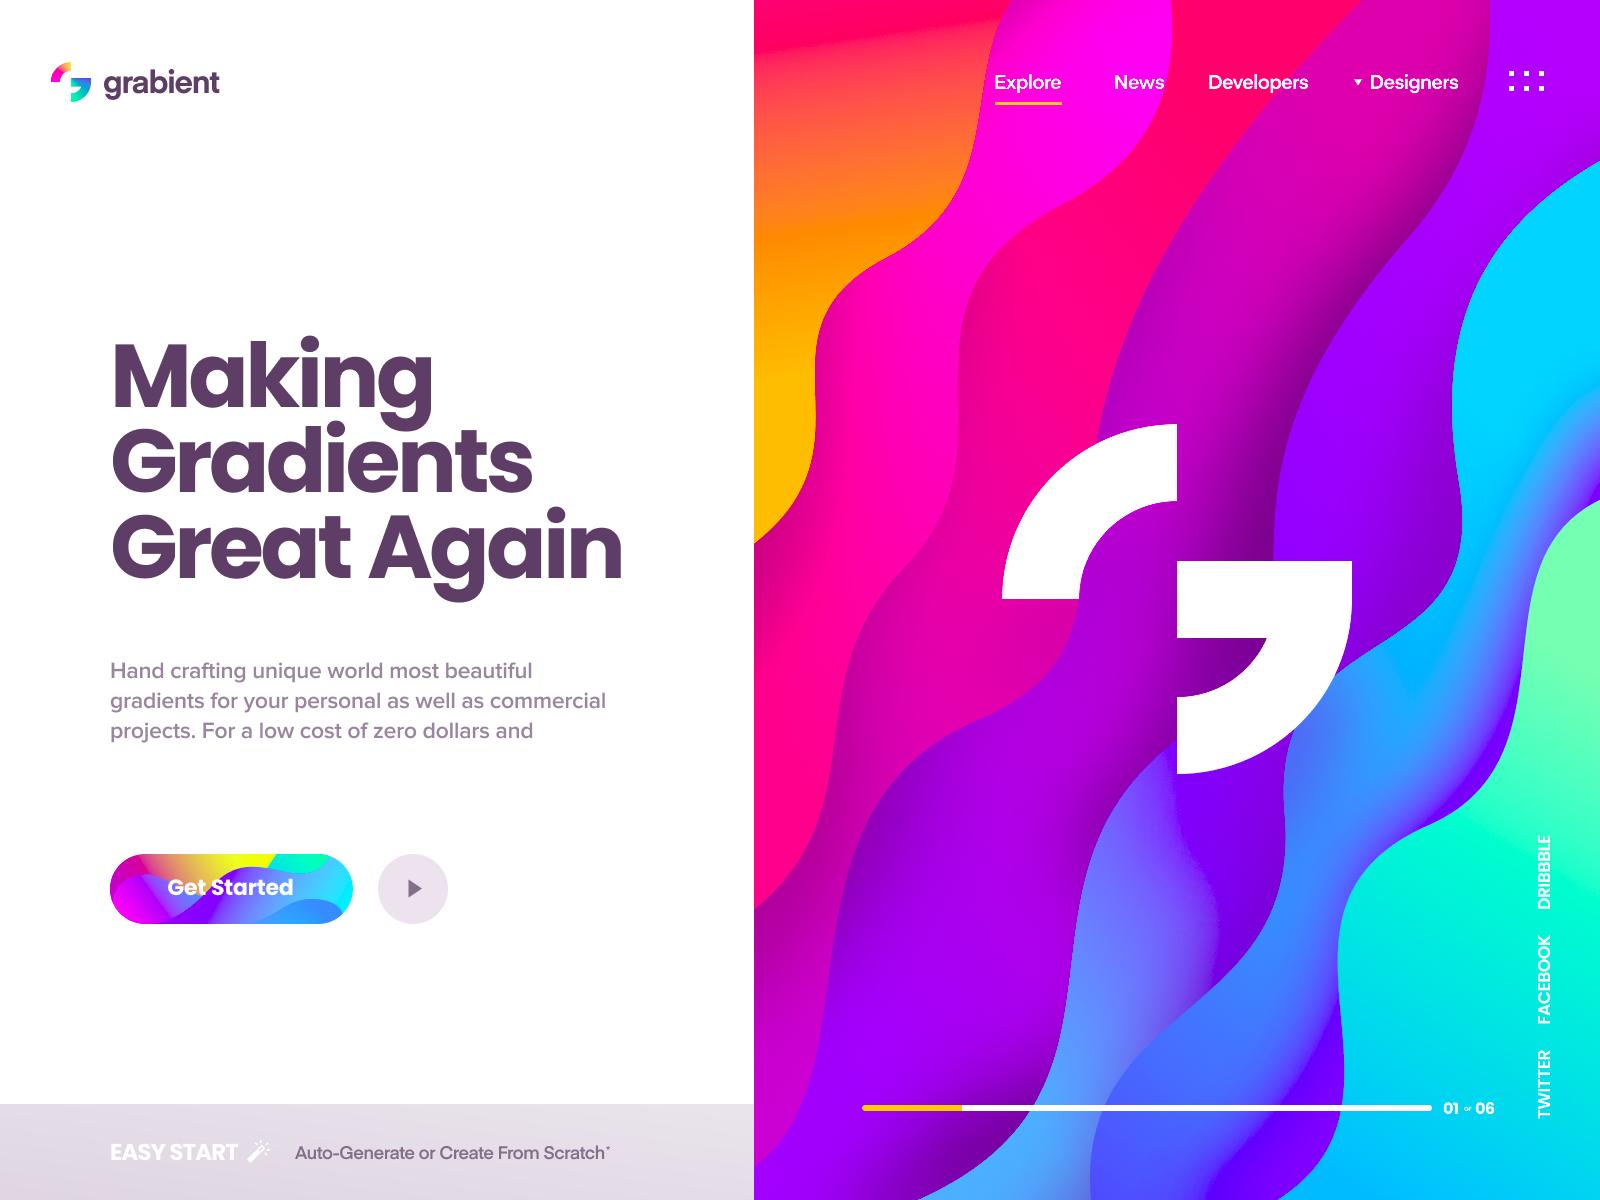 grabient
Explore News Developers Designers
Making
Gradients
Great Again
Hand crafting unique world most beautiful
gradients for your personal as well as commercial
projects. For a low cost of zero dollars and
Get Started
EASY START Auto-Generate or Create From Scratch*
01 OF 06
TWITTER FACEBOOK DRIBBBLE